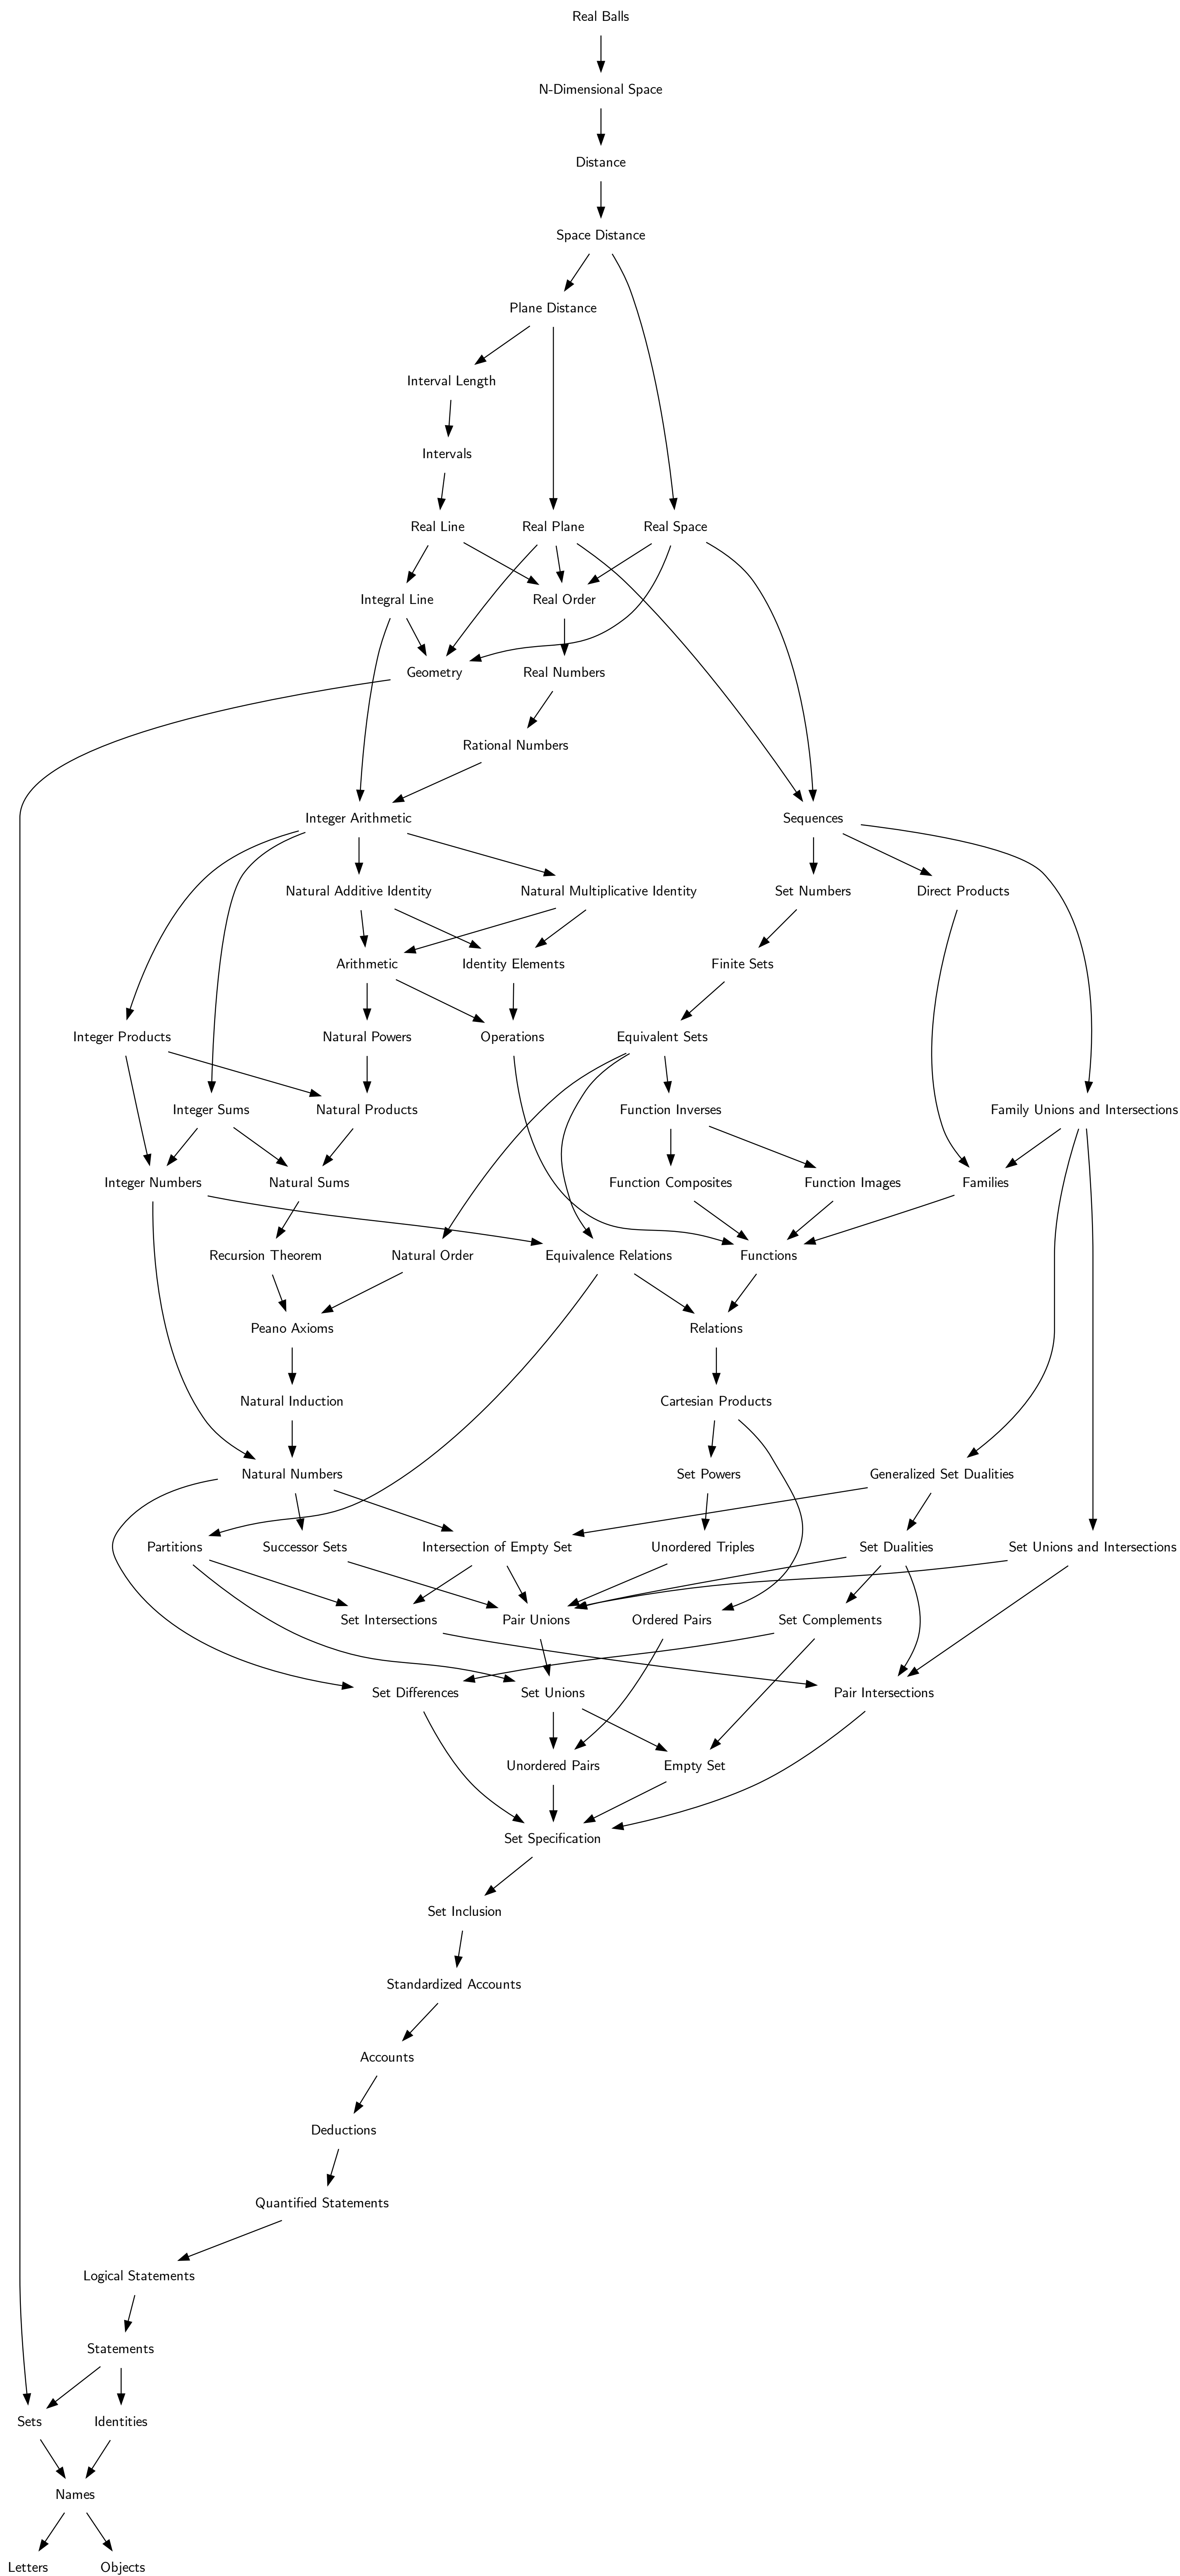 Real Balls
N-Dimensional Space
Distance
Space Distance
Plane Distance
Interval Length
Intervals
Real Line
Real Plane
Real Space
Integral Line
Real Order
Geometry
Real Numbers
Rational Numbers
Integer Arithmetic
Sequences
Natural Additive Identity
Natural Multiplicative Identity
Set Numbers
Direct Products
Arithmetic
Identity Elements
Finite Sets
Integer Products
Natural Powers
Operations
Equivalent Sets
Integer Sums
Natural Products
Function Inverses
Family Unions and Intersections
Integer Numbers
Natural Sums
Function Composites
Function Images
Families
Recursion Theorem
Natural Order
Equivalence Relations
Functions
Peano Axioms
Relations
Natural Induction
Cartesian Products
Natural Numbers
Set Powers
Generalized Set Dualities
Partitions
Successor Sets
Intersection of Empty Set
Unordered Triples
Set Dualities
Set Unions and Intersections
Set Intersections
Pair Unions
Ordered Pairs
Set Complements
Set Differences
Set Unions
Pair Intersections
Unordered Pairs
Empty Set
Set Specification
Set Inclusion
Standardized Accounts
Accounts
Deductions
Quantified Statements
Logical Statements
Statements
Sets
Identities
Names
Letters
Objects